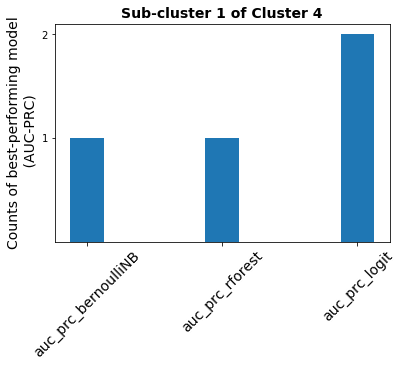 Sub-cluster 1 of Cluster 4
Counts of best-performing model
(AUC-PRC)
2
1
auc_prc_bernoulliNB
auc_prc_rforest
auc_prc_logit